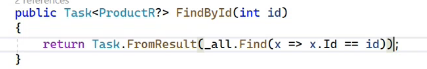 2 references
public Task<ProductR?> FindById(int id)
{
    return Task.FromResult(_all.Find(x => x.Id == id));
}